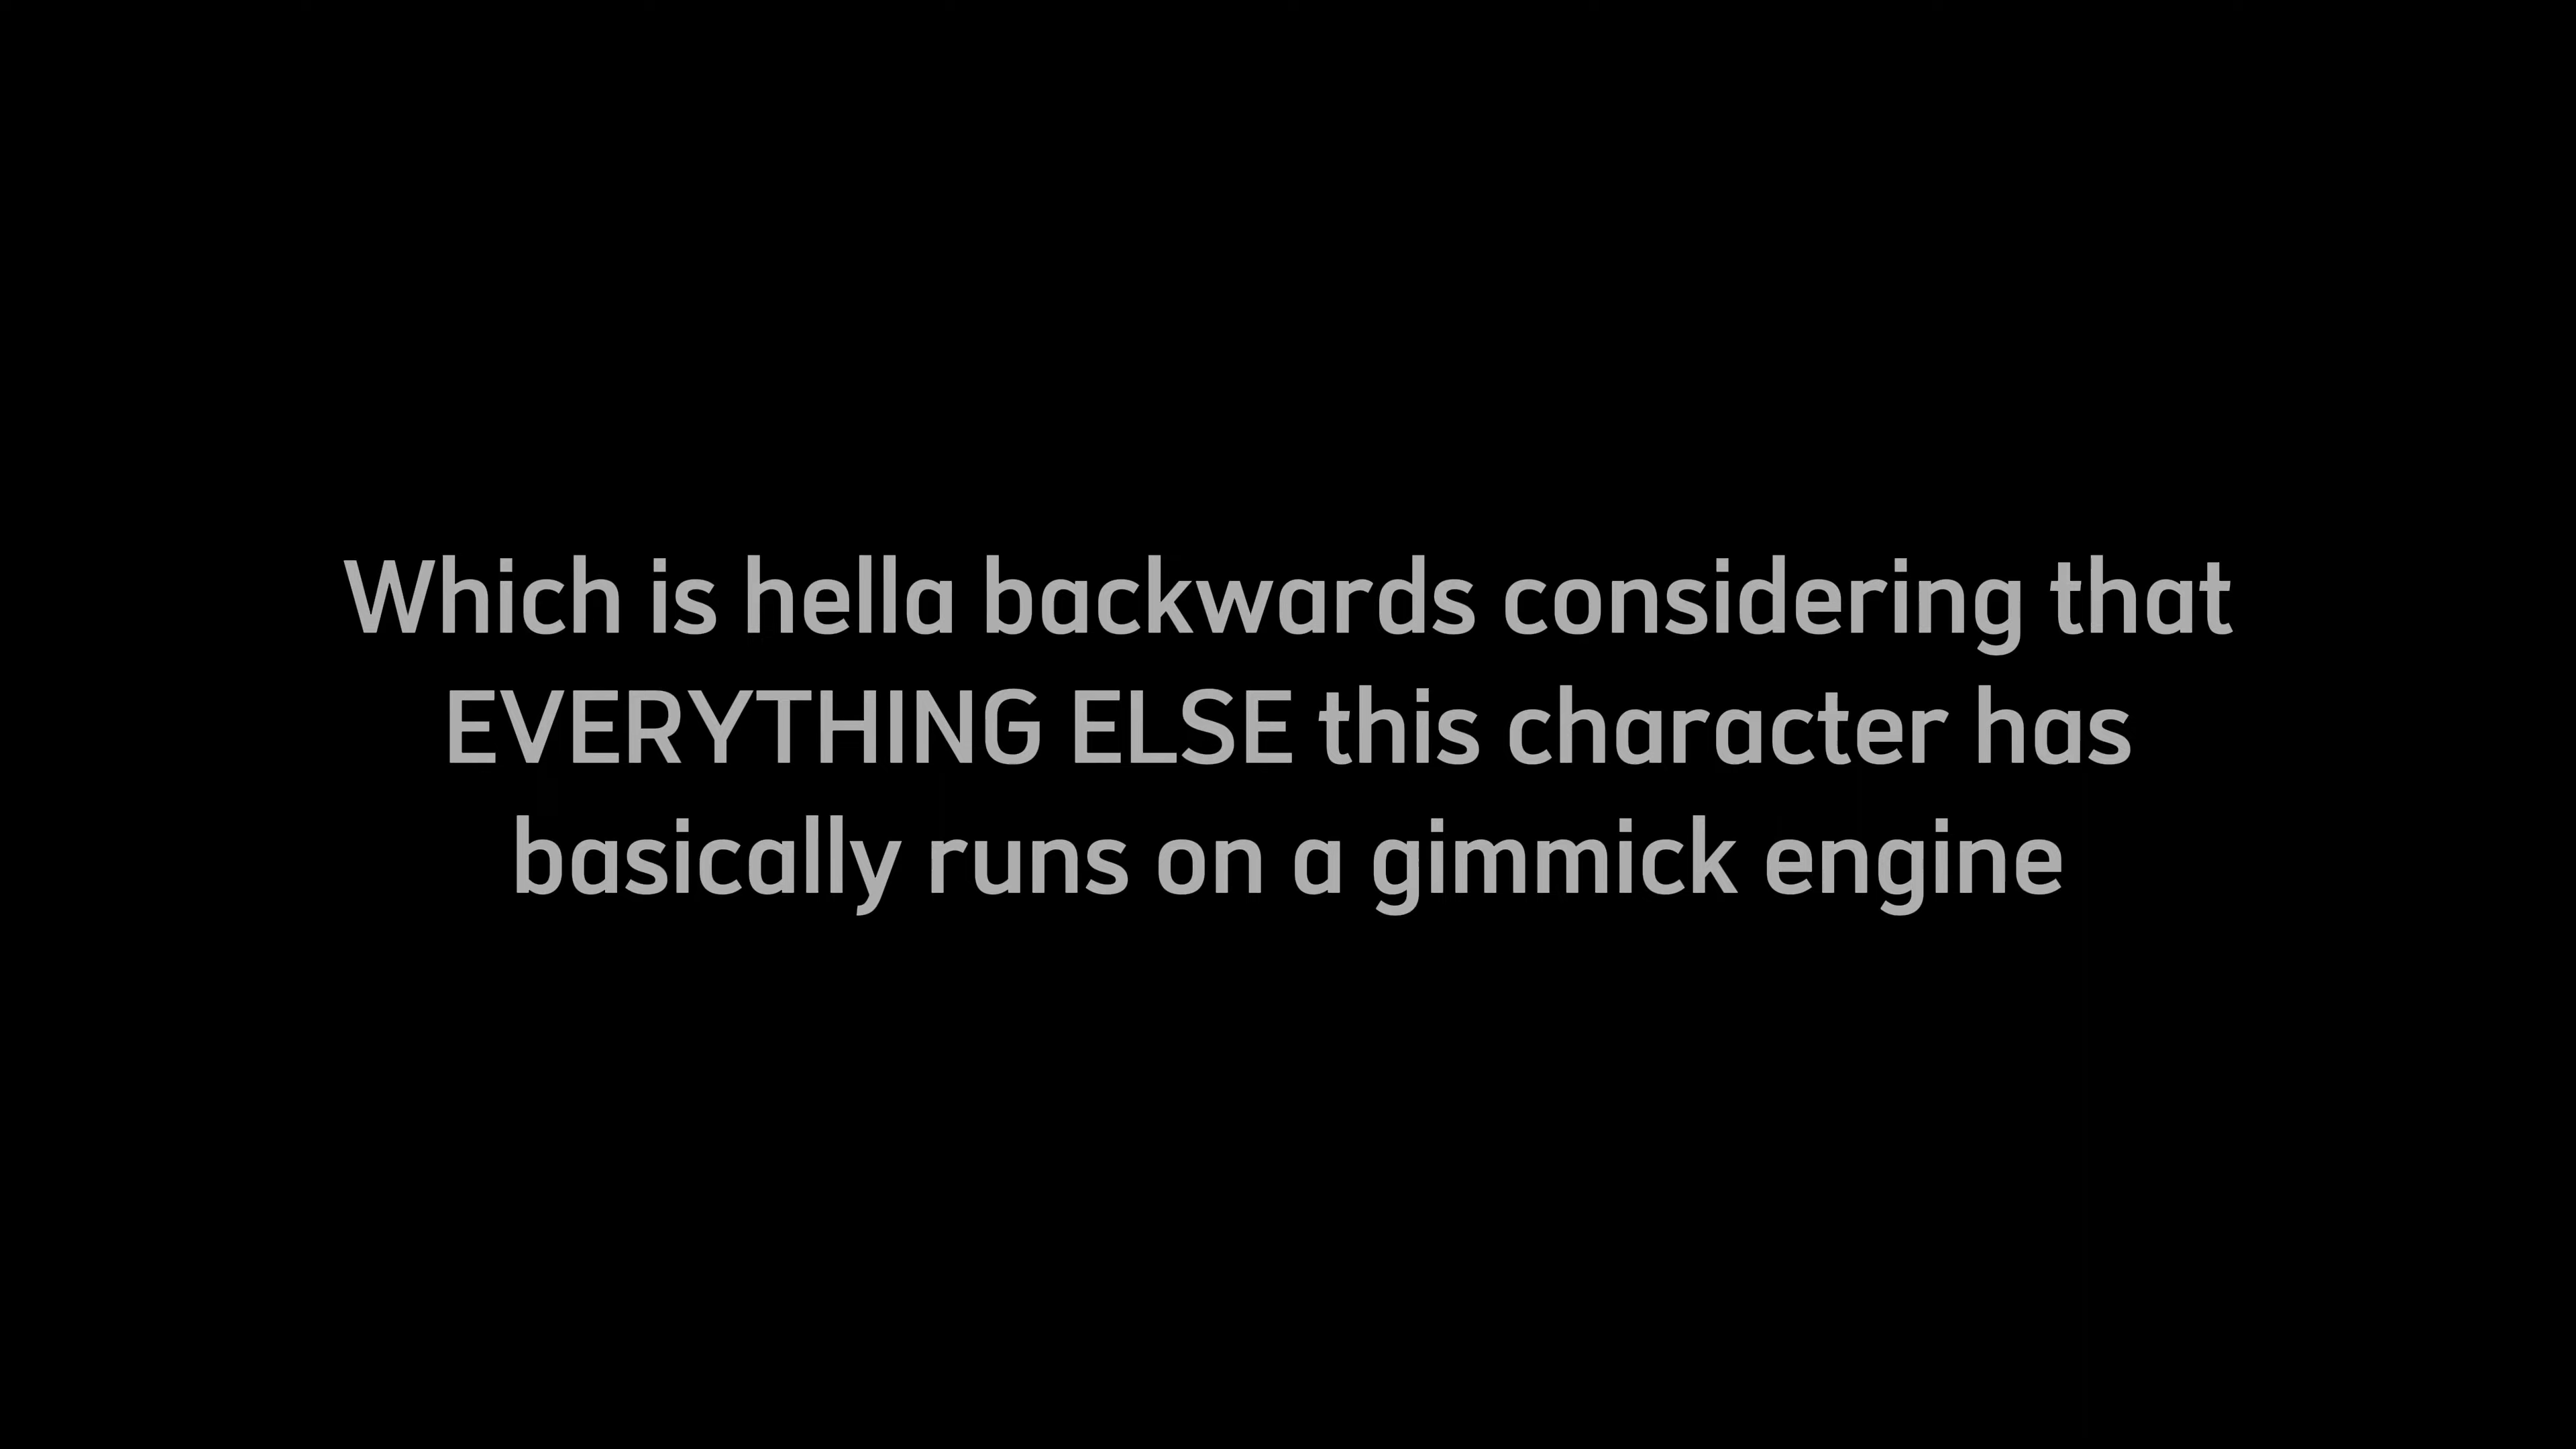 Which is hella backwards considering that
EVERYTHING ELSE this character has
basically runs on a gimmick engine